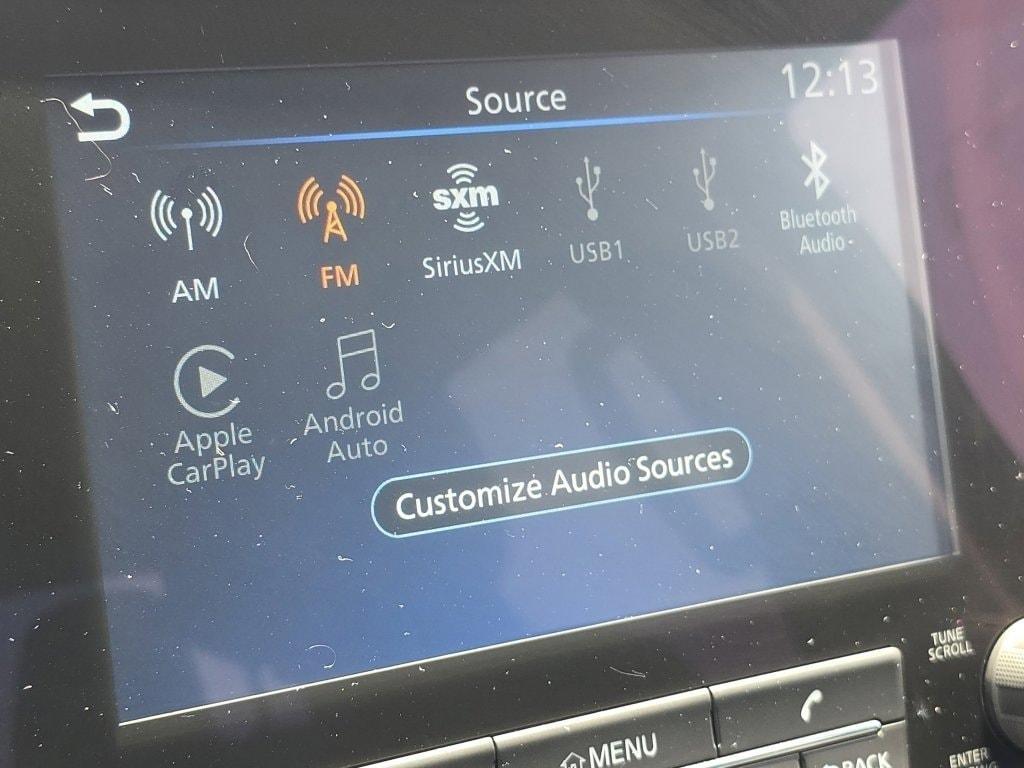 Source
12:13
AM
FM
sxm
SiriusXM
USB1
USB2
Bluetooth
Audio
Apple
CarPlay
Android
Auto
Customize Audio Sources
TUNE
SCROLL
MENU
BACK
ENTER